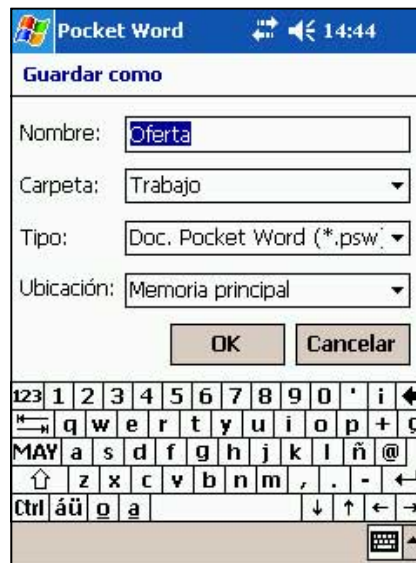 Pocket Word 14:44
Guardar como
Nombre: Oferta
Carpeta: Trabajo
Tipo: Doc. Pocket Word (*.psw)
Ubicación: Memoria principal
OK Cancelar
123 1 2 3 4 5 6 7 8 9 0 ' i
q w e r t y u i o p + ç
MAY a s d f g h j k l ñ @
z x c v b n m , . -
Ctrl áü o a ↓ ↑ ← →